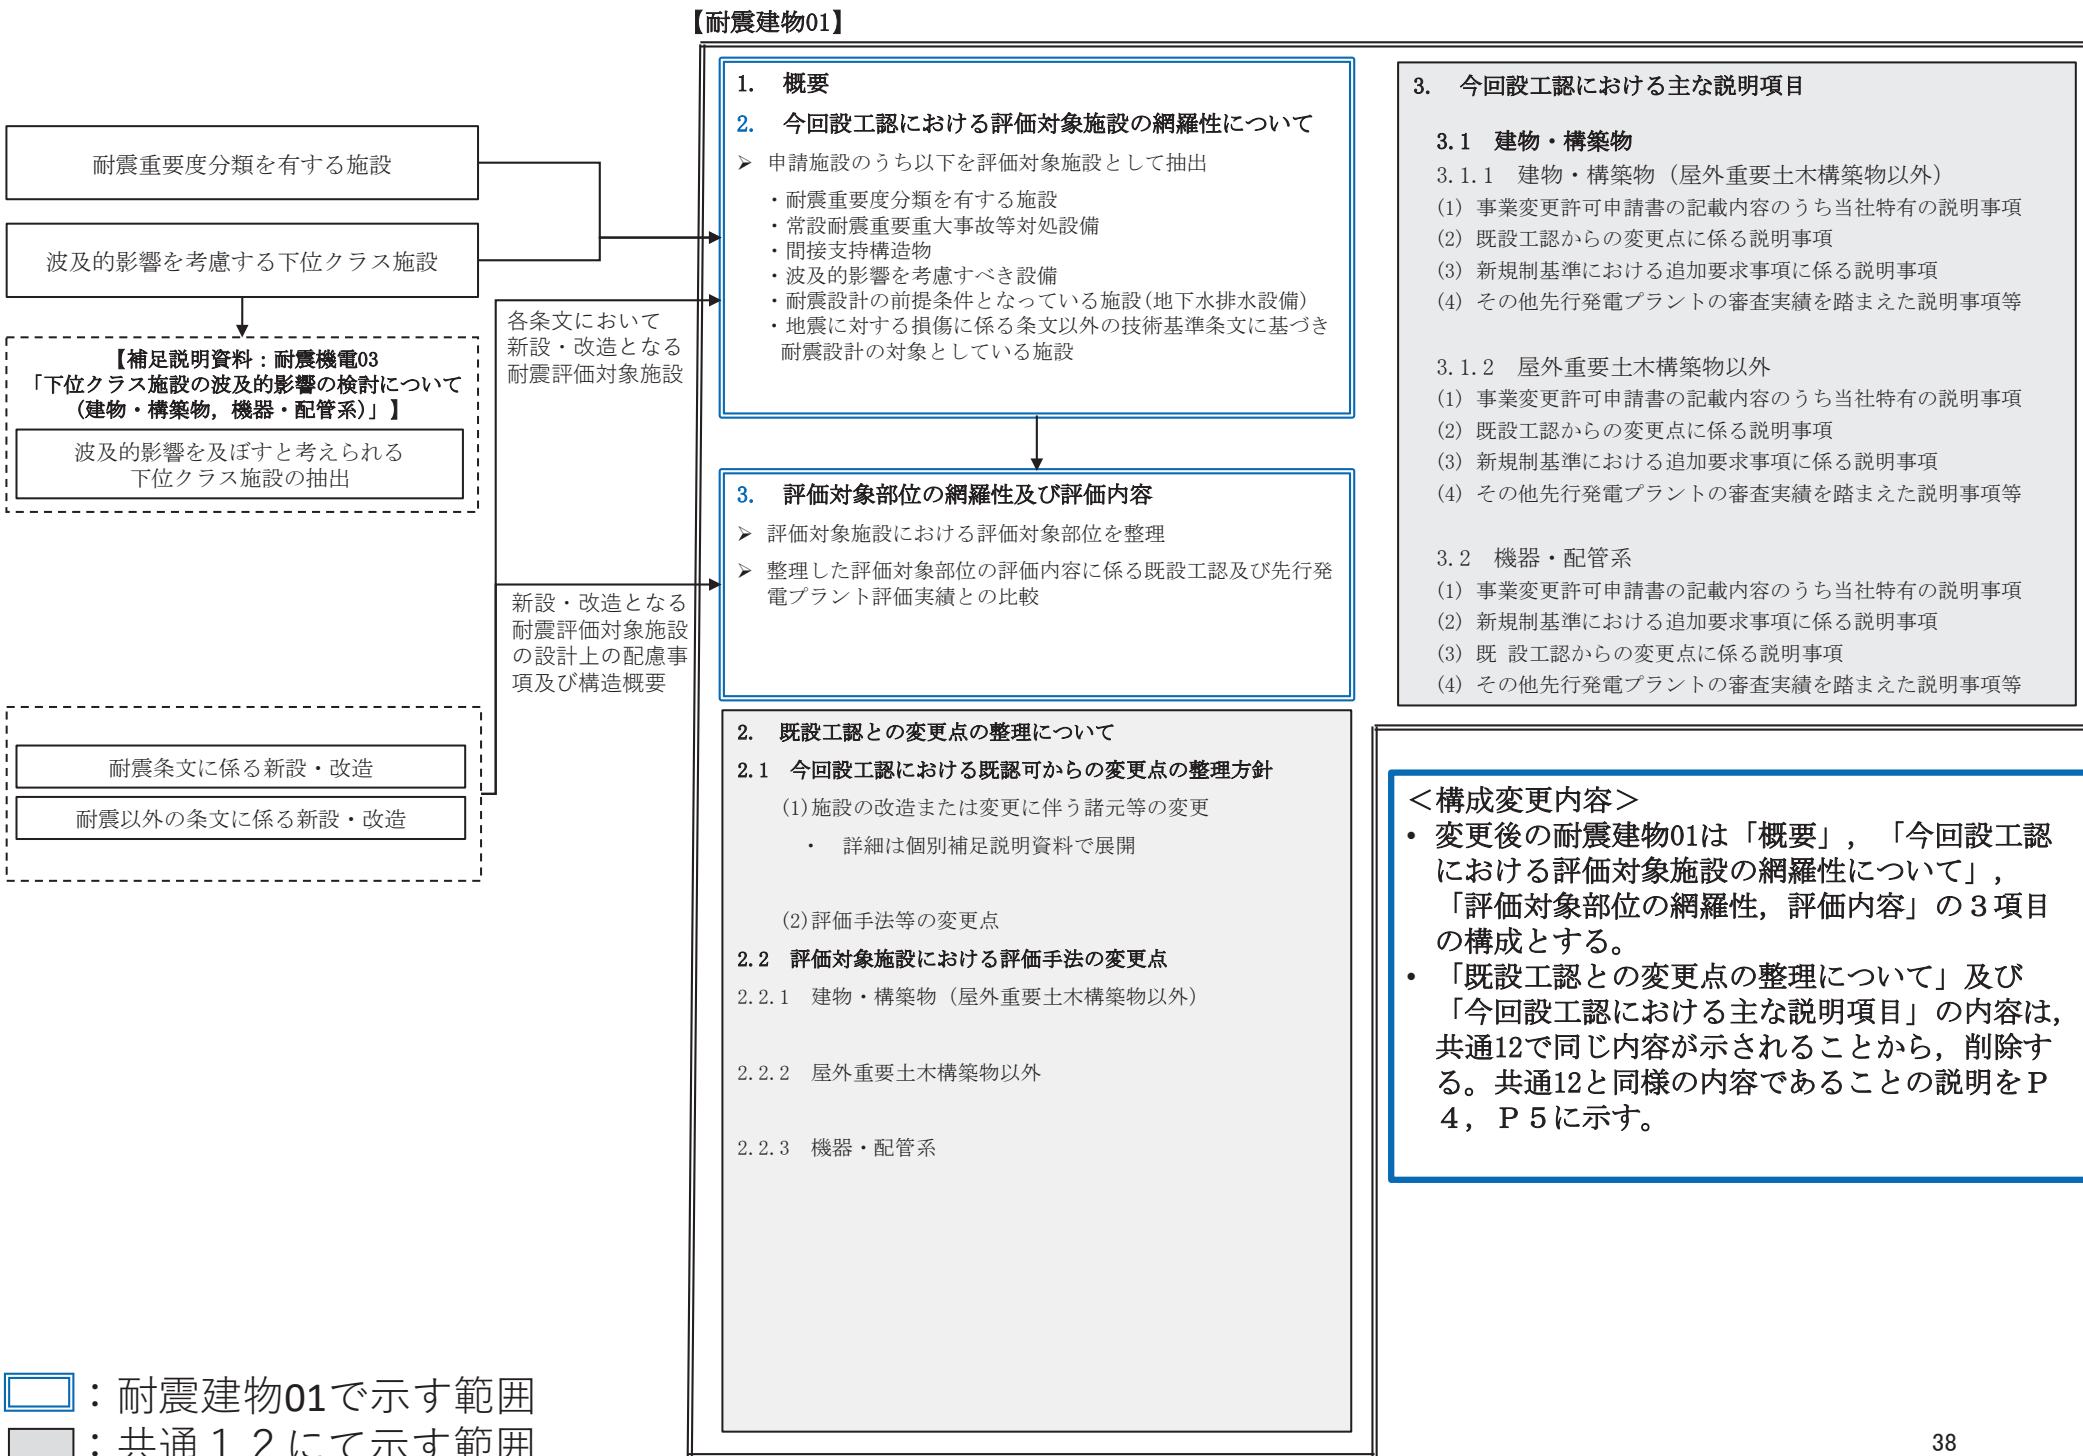 【耐震建物01】
耐震重要度分類を有する施設
波及的影響を考慮する下位クラス施設
【補足説明資料：耐震機電03
「下位クラス施設の波及的影響の検討について
(建物・構築物，機器・配管系)」】
波及的影響を及ぼすと考えられる
下位クラス施設の抽出
耐震条文に係る新設・改造
耐震以外の条文に係る新設・改造
各条文において
新設・改造となる
耐震評価対象施設
新設・改造となる
耐震評価対象施設
の設計上の配慮事
項及び構造概要
1. 概要
2. 今回設工認における評価対象施設の網羅性について
➢ 申請施設のうち以下を評価対象施設として抽出
・耐震重要度分類を有する施設
・常設耐震重要重大事故等対処設備
・間接支持構造物
・波及的影響を考慮すべき設備
・耐震設計の前提条件となっている施設(地下水排水設備)
・地震に対する損傷に係る条文以外の技術基準条文に基づき
耐震設計の対象としている施設
3. 評価対象部位の網羅性及び評価内容
➢ 評価対象施設における評価対象部位を整理
➢ 整理した評価対象部位の評価内容に係る既設工認及び先行発
電プラント評価実績との比較
2. 既設工認との変更点の整理について
2.1 今回設工認における既認可からの変更点の整理方針
(1)施設の改造または変更に伴う諸元等の変更
・ 詳細は個別補足説明資料で展開
(2)評価手法等の変更点
2.2 評価対象施設における評価手法の変更点
2.2.1 建物・構築物（屋外重要土木構築物以外）
2.2.2 屋外重要土木構築物以外
2.2.3 機器・配管系
3. 今回設工認における主な説明項目
3.1 建物・構築物
3.1.1 建物・構築物（屋外重要土木構築物以外）
(1) 事業変更許可申請書の記載内容のうち当社特有の説明事項
(2) 既設工認からの変更点に係る説明事項
(3) 新規制基準における追加要求事項に係る説明事項
(4) その他先行発電プラントの審査実績を踏まえた説明事項等
3.1.2 屋外重要土木構築物以外
(1) 事業変更許可申請書の記載内容のうち当社特有の説明事項
(2) 既設工認からの変更点に係る説明事項
(3) 新規制基準における追加要求事項に係る説明事項
(4) その他先行発電プラントの審査実績を踏まえた説明事項等
3.2 機器・配管系
(1) 事業変更許可申請書の記載内容のうち当社特有の説明事項
(2) 新規制基準における追加要求事項に係る説明事項
(3) 既 設工認からの変更点に係る説明事項
(4) その他先行発電プラントの審査実績を踏まえた説明事項等
＜構成変更内容＞
• 変更後の耐震建物01は「概要」，「今回設工認
における評価対象施設の網羅性について」，
「評価対象部位の網羅性，評価内容」の３項目
の構成とする。
• 「既設工認との変更点の整理について」及び
「今回設工認における主な説明項目」の内容は，
共通12で同じ内容が示されることから，削除す
る。共通12と同様の内容であることの説明をＰ
４，Ｐ５に示す。
：耐震建物01で示す範囲
：共通１２にて示す範囲
38